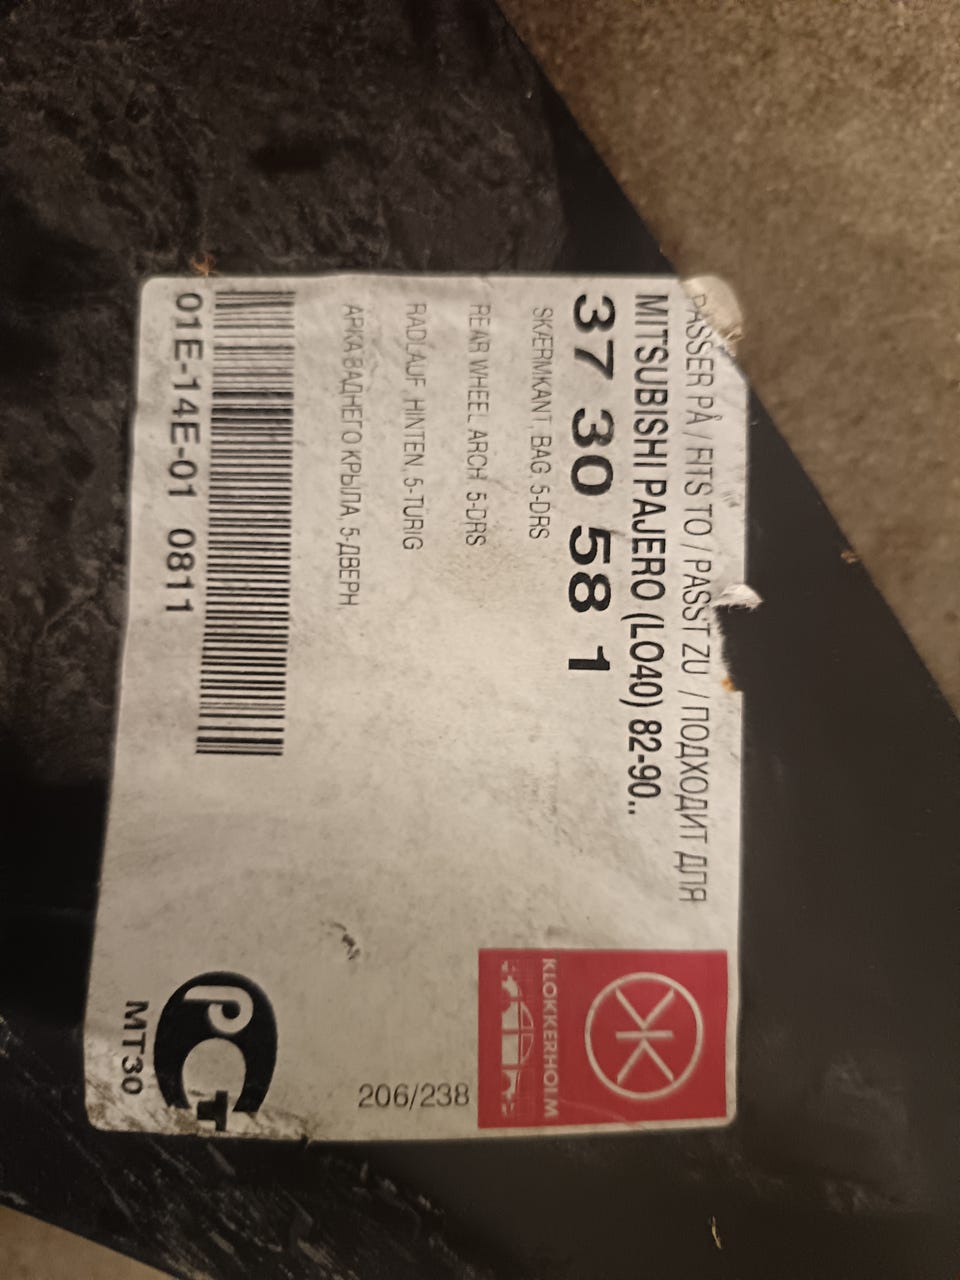 PASSER PÅ / FITS TO / PASST ZU / ПОДХОДИТ ДЛЯ
MITSUBISHI PAJERO (LO40) 82-90..
37 30 58 1
SKÆRMKANT, BAG, 5-DRS
REAR WHEEL ARCH, 5-DRS
RADLAUF, HINTEN, 5-TÜRIG
АРКА ЗАДНЕГО КРЫЛА, 5-ДВЕРН
01E-14E-01 0811
KLOKKERHOLM
206/238
РСТ
MT30